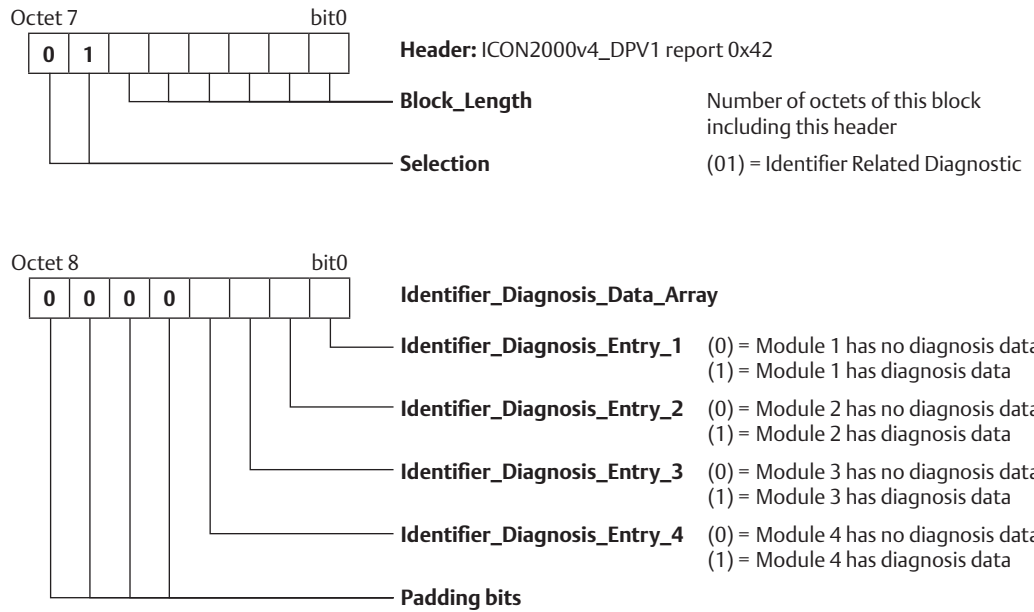 Octet 7 bit0
0 1
Header: ICON2000v4_DPV1 report 0x42
Block_Length Number of octets of this block
including this header
Selection (01) = Identifier Related Diagnostic
Octet 8 bit0
0 0 0 0
Identifier_Diagnosis_Data_Array
Identifier_Diagnosis_Entry_1 (0) = Module 1 has no diagnosis data
(1) = Module 1 has diagnosis data
Identifier_Diagnosis_Entry_2 (0) = Module 2 has no diagnosis data
(1) = Module 2 has diagnosis data
Identifier_Diagnosis_Entry_3 (0) = Module 3 has no diagnosis data
(1) = Module 3 has diagnosis data
Identifier_Diagnosis_Entry_4 (0) = Module 4 has no diagnosis data
(1) = Module 4 has diagnosis data
Padding bits